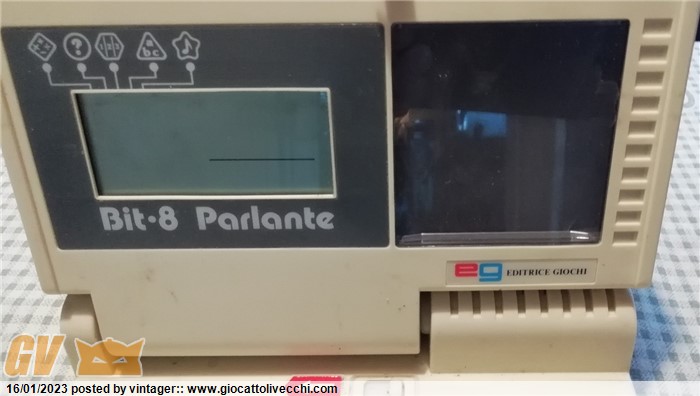 Bit·8 Parlante
eg EDITRICE GIOCHI
GV
16/01/2023 posted by vintager:: www.giocattolivecchi.com